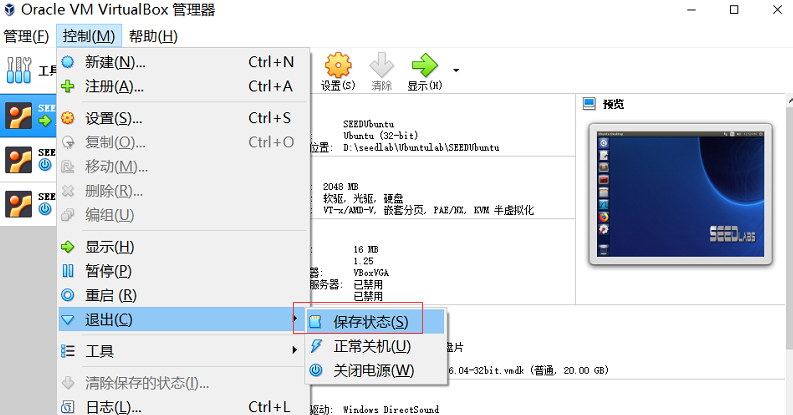 Oracle VM VirtualBox 管理器
管理(F) 控制(M) 帮助(H)
新建(N)... Ctrl+N
注册(A)... Ctrl+A
设置(S)... Ctrl+S
复制(O)... Ctrl+O
移动(M)...
删除(R)...
编组(U)
显示(H)
暂停(P)
重启 (R)
退出(C)
工具
清除保存的状态(I)...
日志(L)... Ctrl+L
保存状态(S)
正常关机(U)
关闭电源(W)
设置(S) 清除 显示(H)
SEEDUbuntu
Ubuntu (32-bit)
位置: D:\seedlab\Ubuntulab\SEEDUbuntu
2048 MB
软驱, 光驱, 硬盘
VT-x/AMD-V, 嵌套分页, PAE/NX, KVM 半虚拟化
16 MB
1.25
器: VBoxVGA
服务器: 已禁用
已禁用
盘片
6.04-32bit.vmdk (普通, 20.00 GB)
驱动: Windows DirectSound
预览
SEEDLABS